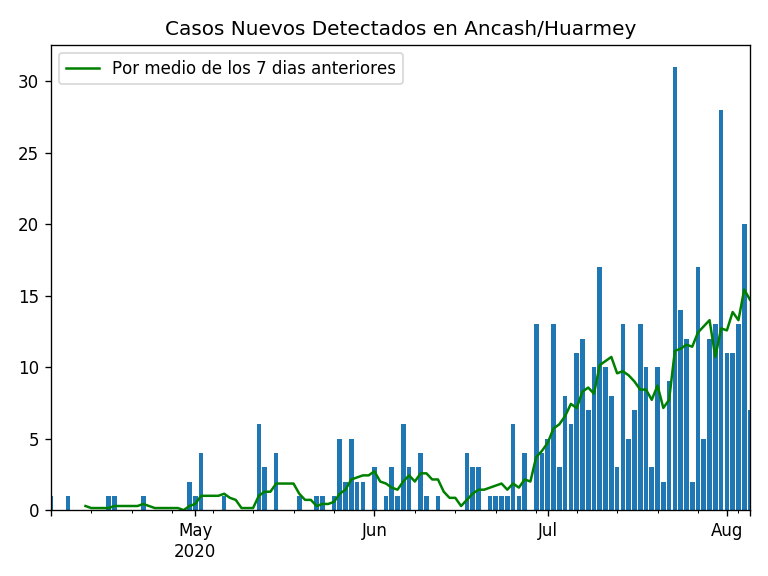 Casos Nuevos Detectados en Ancash/Huarmey
Por medio de los 7 dias anteriores
30
25
20
15
10
5
0
May
2020
Jun
Jul
Aug